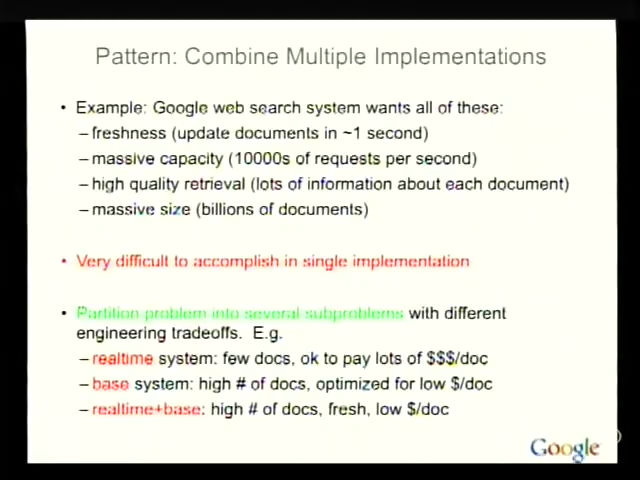 Pattern: Combine Multiple Implementations
• Example: Google web search system wants all of these:
– freshness (update documents in ~1 second)
– massive capacity (10000s of requests per second)
– high quality retrieval (lots of information about each document)
– massive size (billions of documents)
• Very difficult to accomplish in single implementation
• Partition problem into several subproblems with different
engineering tradeoffs. E.g.
– realtime system: few docs, ok to pay lots of $$$/doc
– base system: high # of docs, optimized for low $/doc
– realtime+base: high # of docs, fresh, low $/doc
Google